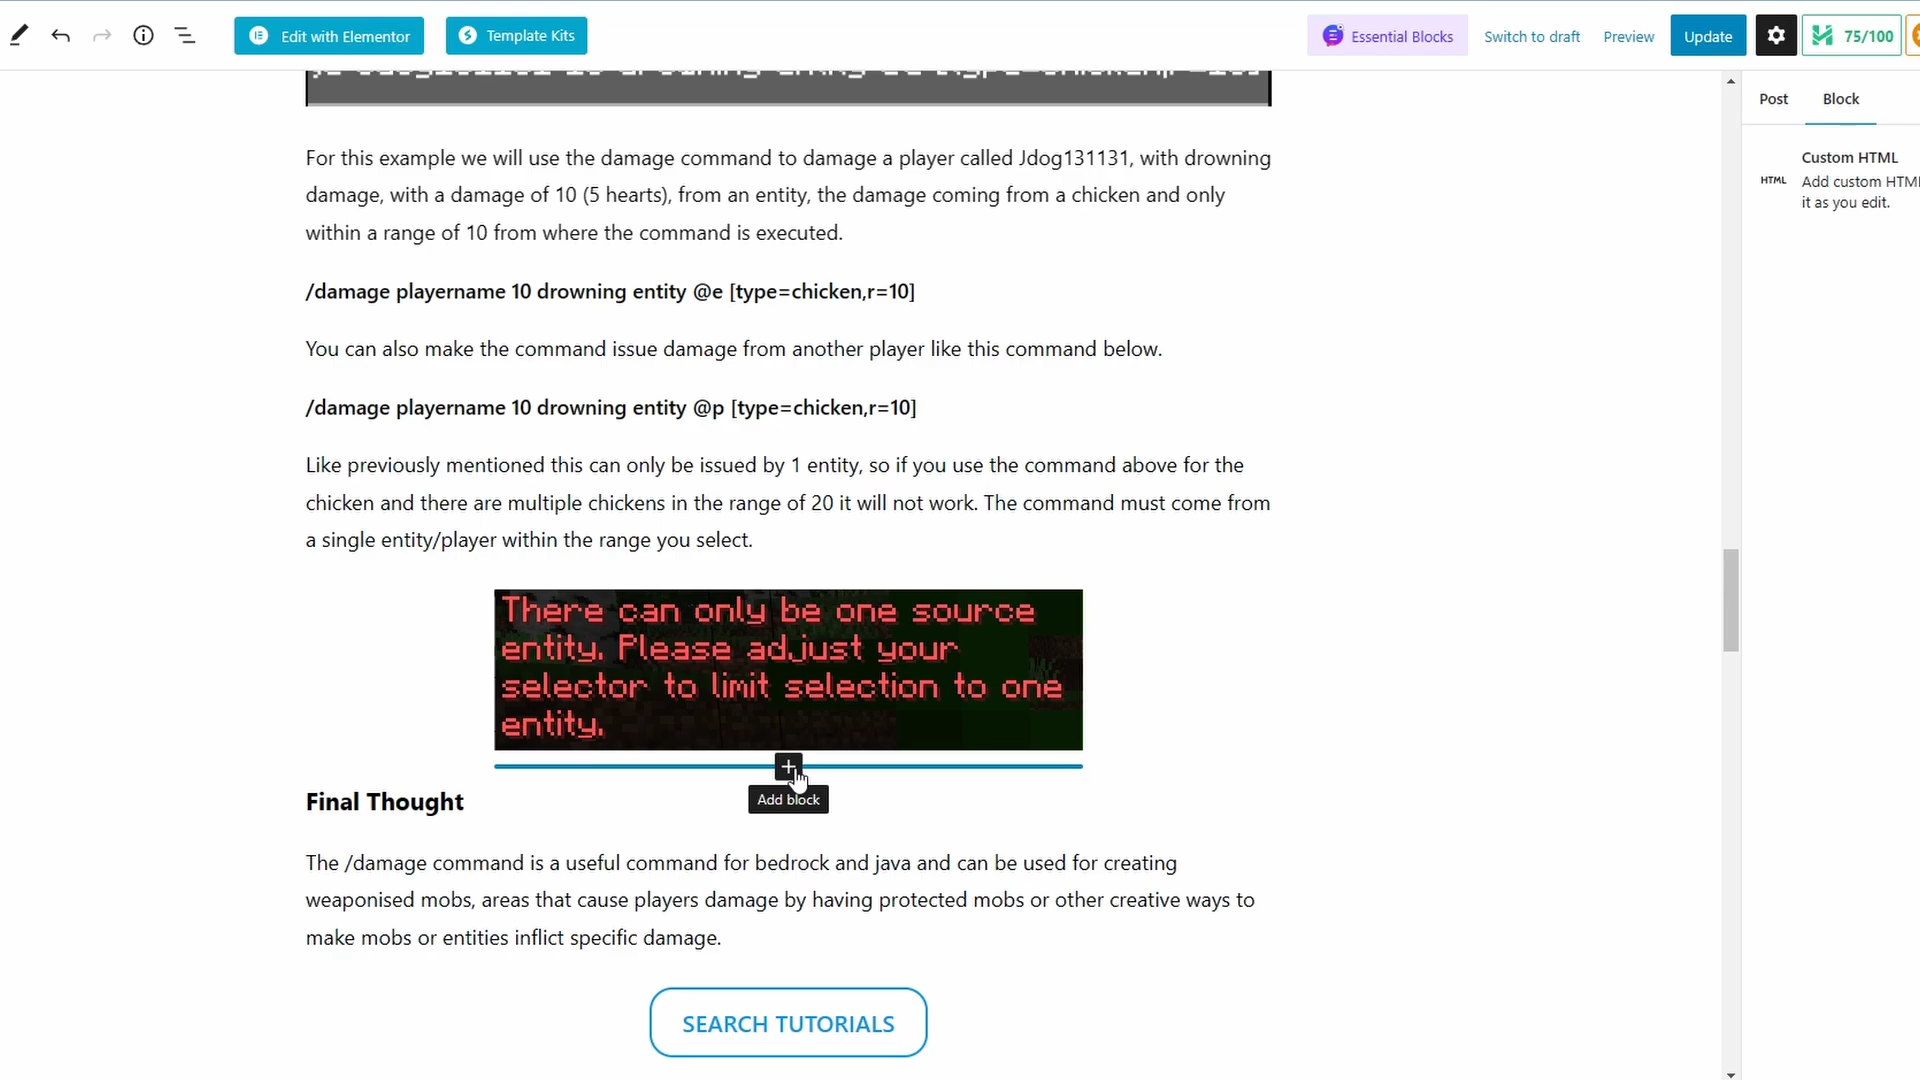 Edit with Elementor
Template Kits
Essential Blocks
Switch to draft
Preview
Update
75/100
Post
Block
For this example we will use the damage command to damage a player called Jdog131131, with drowning
damage, with a damage of 10 (5 hearts), from an entity, the damage coming from a chicken and only
within a range of 10 from where the command is executed.
/damage playername 10 drowning entity @e [type=chicken,r=10]
You can also make the command issue damage from another player like this command below.
/damage playername 10 drowning entity @p [type=chicken,r=10]
Like previously mentioned this can only be issued by 1 entity, so if you use the command above for the
chicken and there are multiple chickens in the range of 20 it will not work. The command must come from
a single entity/player within the range you select.
There can only be one source
entity. Please adjust your
selector to limit selection to one
entity.
Add block
Final Thought
The /damage command is a useful command for bedrock and java and can be used for creating
weaponised mobs, areas that cause players damage by having protected mobs or other creative ways to
make mobs or entities inflict specific damage.
SEARCH TUTORIALS
Custom HTML
HTML
Add custom HTML
it as you edit.